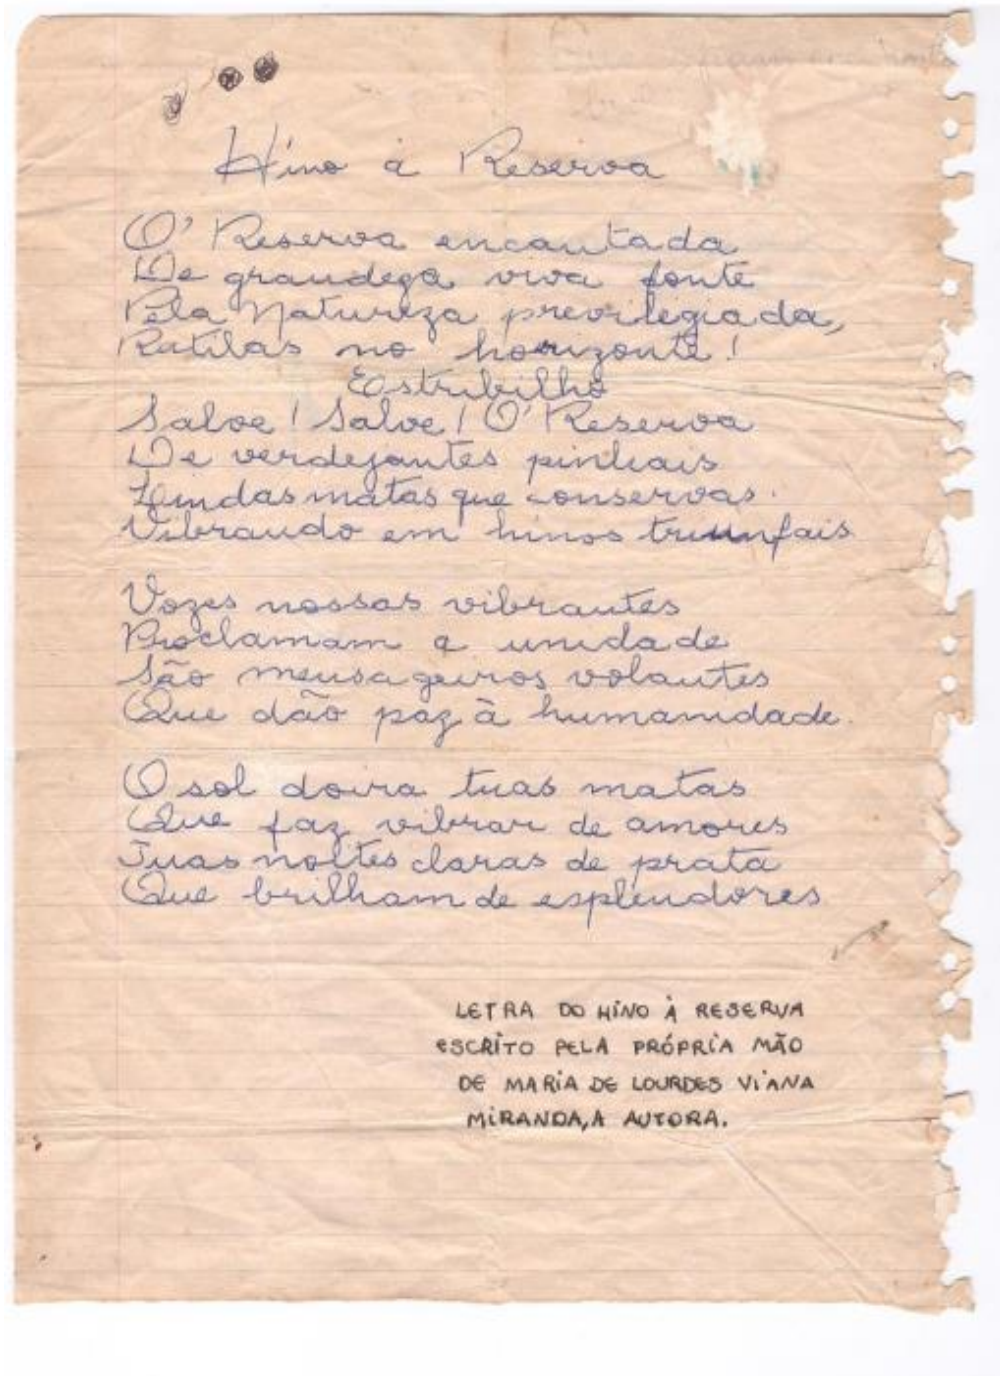 Hino à Reserva
O' Reserva encantada
De grandeza viva fonte
Pela Natureza previlegiada,
Rutilas no horizonte!
Estribilho
Salve! Salve! O' Reserva
De verdejantes pinhais
Lindas matas que conservas.
Vibrando em hinos triunfais
Vozes nossas vibrantes
Proclamam a unidade
São mensageiros volantes
Que dão paz à humanidade.
O sol doira tuas matas
Que faz vibrar de amores
Tuas noites claras de prata
Que brilham de esplendores
LETRA DO HINO À RESERVA
ESCRITO PELA PRÓPRIA MÃO
DE MARIA DE LOURDES VIANA
MIRANDA, A AUTORA.